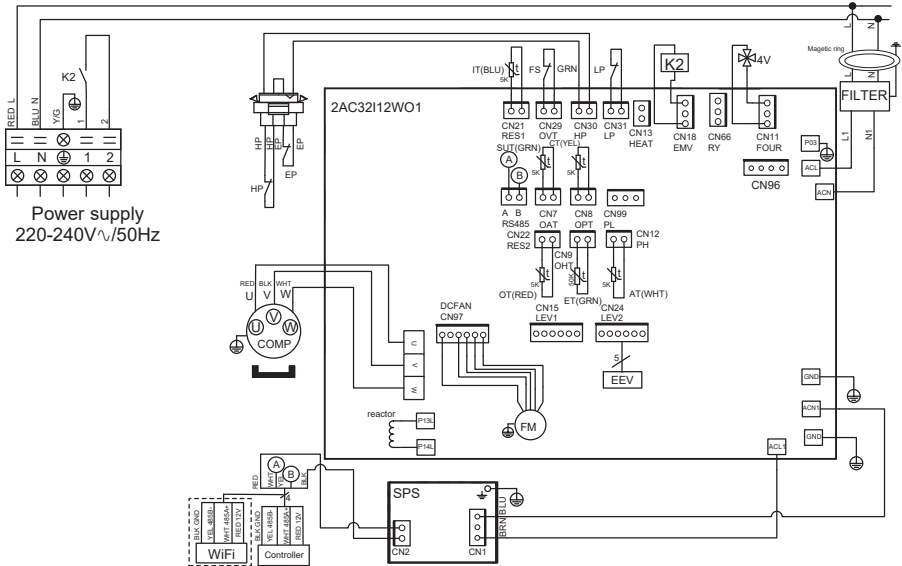 RED L
BLU N
Y/G
K2
1
2
L N 1 2
Power supply
220-240V∿/50Hz
HP
HP
EP
EP
EP
HP
2AC32I12WO1
IT(BLU)
5K
t
FS
GRN
LP
K2
4V
L
N
Magetic ring
L
N
FILTER
L1
N1
CN21
RES1
CN29
OVT
CN30
HP
CN31
LP
CN13
HEAT
CN18
EMV
CN66
RY
CN11
FOUR
P03
ACL
ACN
CN96
SUT(GRN)
CT(YEL)
A
B
5K
t
5K
t
A B
RS485
CN7
OAT
CN8
OPT
CN99
PL
CN22
RES2
CN9
OHT
CN12
PH
5K
t
50K
t
5K
t
OT(RED)
ET(GRN)
AT(WHT)
CN15
LEV1
CN24
LEV2
5
EEV
RED BLK WHT
U V W
U
V
W
COMP
DCFAN
CN97
U
V
W
FM
reactor
P13L
P14L
GND
ACN1
GND
ACL1
RED
WHT
A
YEL
B
BLK
4
BLK GND
YEL 485B-
WHT 485A+
RED 12V
WiFi
BLK GND
YEL 485B-
WHT 485A+
RED 12V
Controller
SPS
CN2
CN1
BLU
BRN